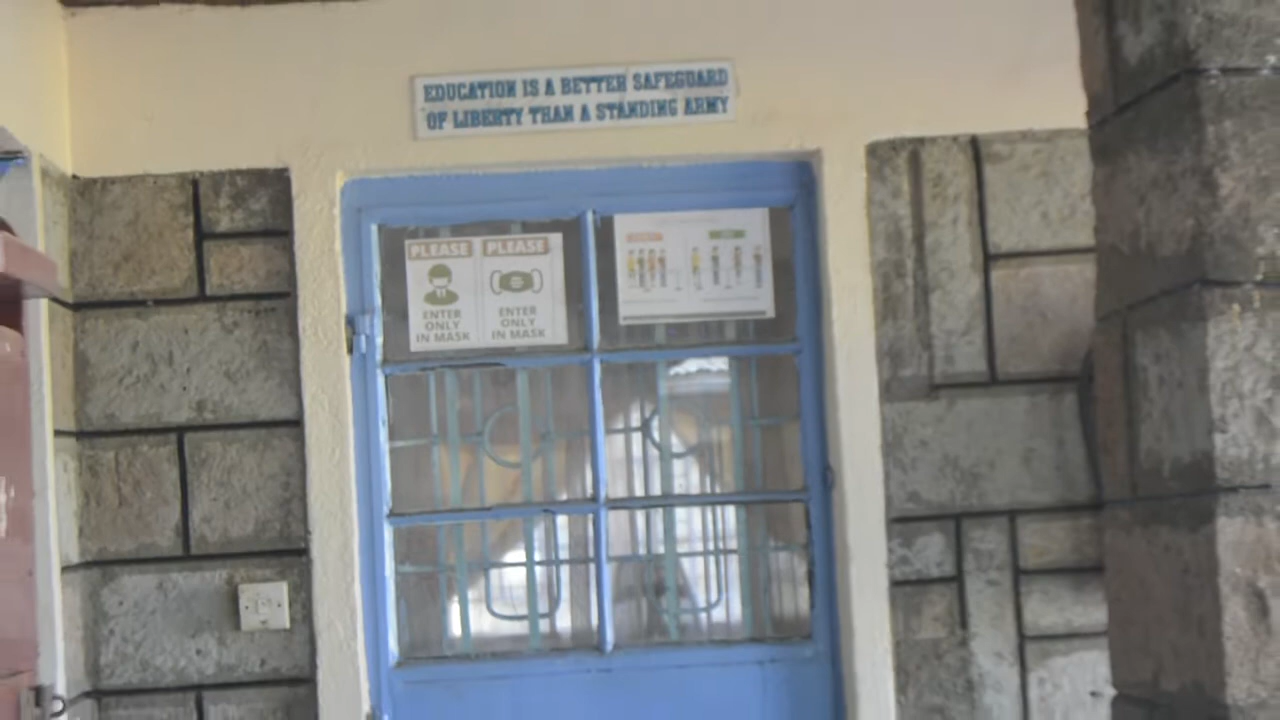 EDUCATION IS A BETTER SAFEGUARD
OF LIBERTY THAN A STANDING ARMY
PLEASE
ENTER
ONLY
IN MASK
PLEASE
ENTER
ONLY
IN MASK